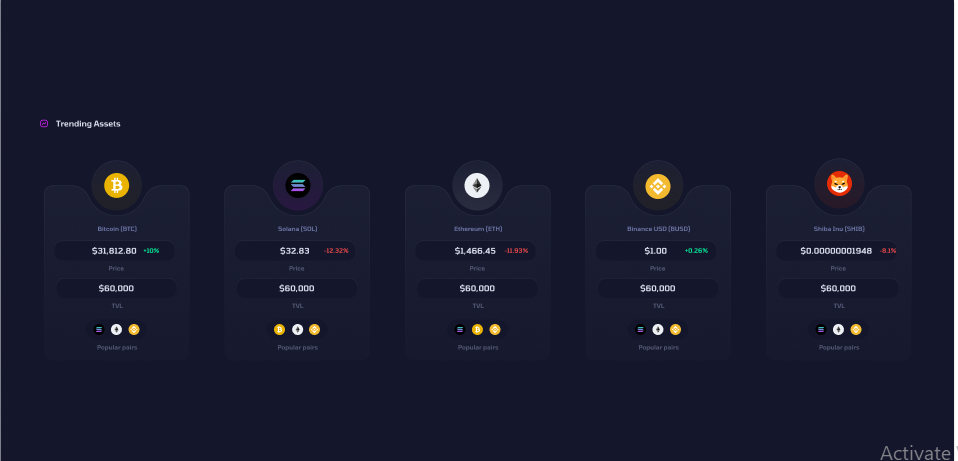 Trending Assets
Bitcoin (BTC)
$31,812.80 +10%
Price
$60,000
TVL
Popular pairs
Solana (SOL)
$32.83 -12.32%
Price
$60,000
TVL
Popular pairs
Ethereum (ETH)
$1,466.45 -11.93%
Price
$60,000
TVL
Popular pairs
Binance USD (BUSD)
$1.00 +0.26%
Price
$60,000
TVL
Popular pairs
Shiba Inu (SHIB)
$0.00000001948 -8.1%
Price
$60,000
TVL
Popular pairs
Activate